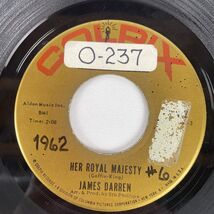 COLPIX
O-237
Aldon Music Inc.
BMI
Time: 2:08
1962
HER ROYAL MAJESTY
(Goffin-King)
#6
JAMES DARREN
Arr. & Prod. by Stu Phillips